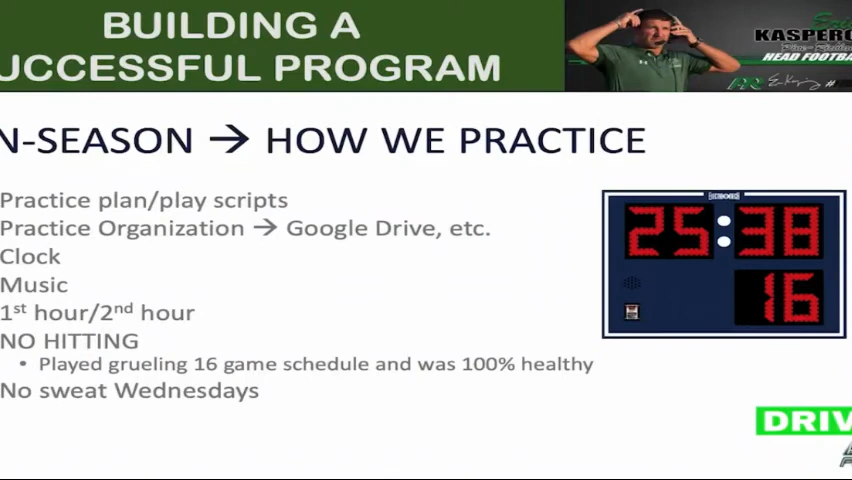 BUILDING A
UCCESSFUL PROGRAM
KASPERO
HEAD FOOTBA
N-SEASON → HOW WE PRACTICE
Practice plan/play scripts
Practice Organization → Google Drive, etc.
Clock
Music
1st hour/2nd hour
NO HITTING
• Played grueling 16 game schedule and was 100% healthy
No sweat Wednesdays
25:38
16
DRIV